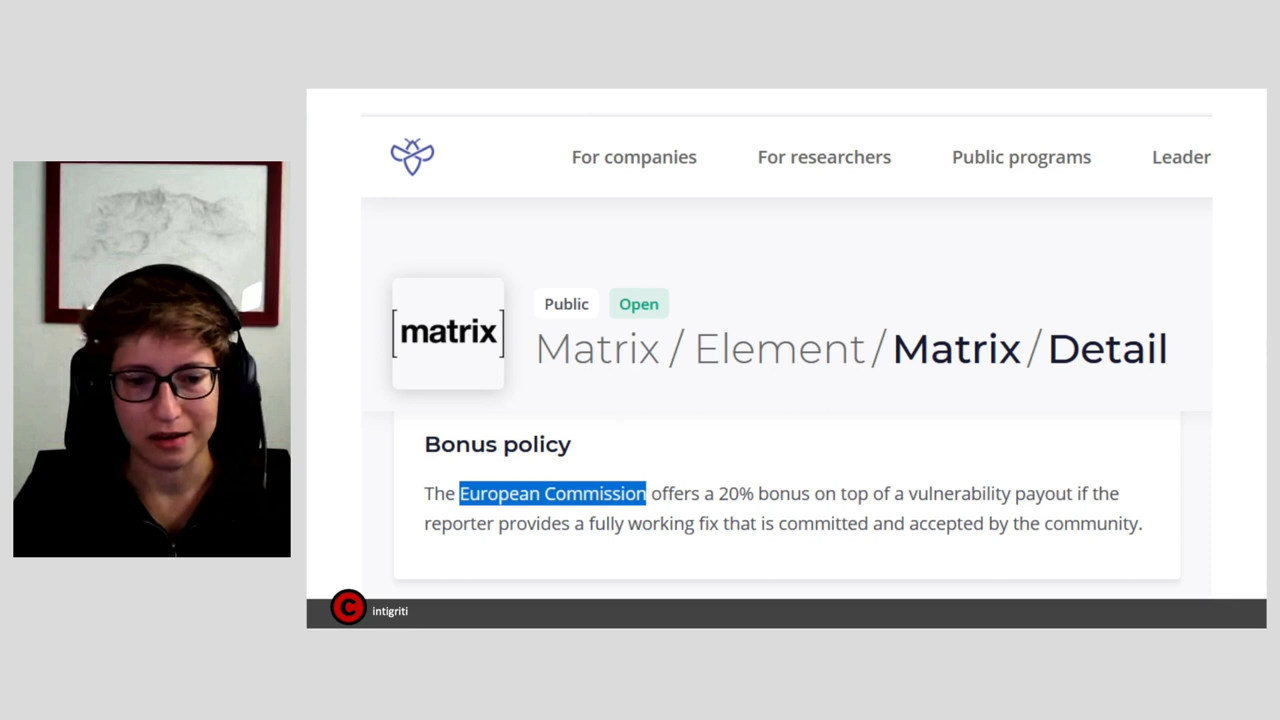 For companies For researchers Public programs Leader
Public Open
[matrix]
Matrix / Element / Matrix / Detail
Bonus policy
The European Commission offers a 20% bonus on top of a vulnerability payout if the
reporter provides a fully working fix that is committed and accepted by the community.
C intigriti